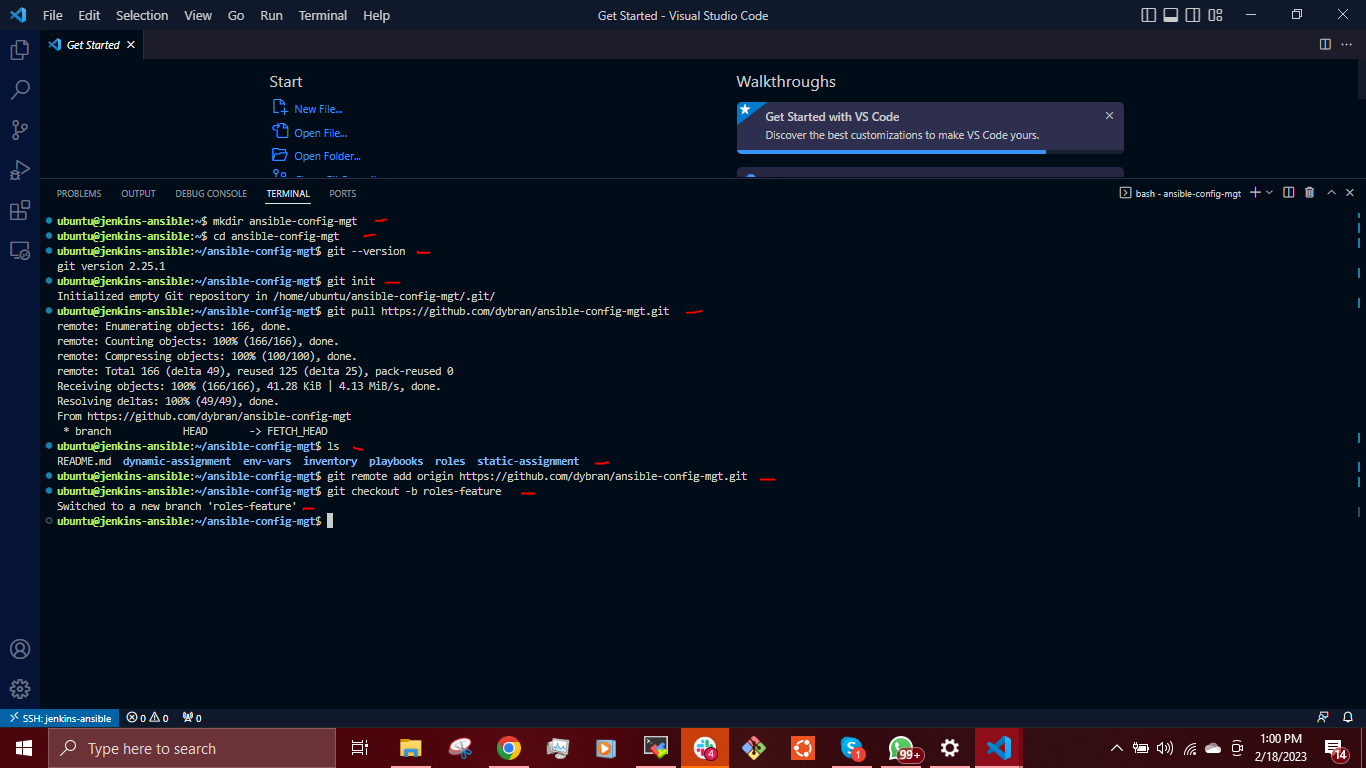 File Edit Selection View Go Run Terminal Help Get Started - Visual Studio Code
Get Started
Start
New File...
Open File...
Open Folder...
Walkthroughs
Get Started with VS Code
Discover the best customizations to make VS Code yours.
PROBLEMS OUTPUT DEBUG CONSOLE TERMINAL PORTS bash - ansible-config-mgt
ubuntu@jenkins-ansible:~$ mkdir ansible-config-mgt
ubuntu@jenkins-ansible:~$ cd ansible-config-mgt
ubuntu@jenkins-ansible:~/ansible-config-mgt$ git --version
git version 2.25.1
ubuntu@jenkins-ansible:~/ansible-config-mgt$ git init
Initialized empty Git repository in /home/ubuntu/ansible-config-mgt/.git/
ubuntu@jenkins-ansible:~/ansible-config-mgt$ git pull https://github.com/dybran/ansible-config-mgt.git
remote: Enumerating objects: 166, done.
remote: Counting objects: 100% (166/166), done.
remote: Compressing objects: 100% (100/100), done.
remote: Total 166 (delta 49), reused 125 (delta 25), pack-reused 0
Receiving objects: 100% (166/166), 41.28 KiB | 4.13 MiB/s, done.
Resolving deltas: 100% (49/49), done.
From https://github.com/dybran/ansible-config-mgt
* branch HEAD -> FETCH_HEAD
ubuntu@jenkins-ansible:~/ansible-config-mgt$ ls
README.md dynamic-assignment env-vars inventory playbooks roles static-assignment
ubuntu@jenkins-ansible:~/ansible-config-mgt$ git remote add origin https://github.com/dybran/ansible-config-mgt.git
ubuntu@jenkins-ansible:~/ansible-config-mgt$ git checkout -b roles-feature
Switched to a new branch 'roles-feature'
ubuntu@jenkins-ansible:~/ansible-config-mgt$
SSH: jenkins-ansible 0 0 0
Type here to search
4
1
99+
1:00 PM
2/18/2023
14